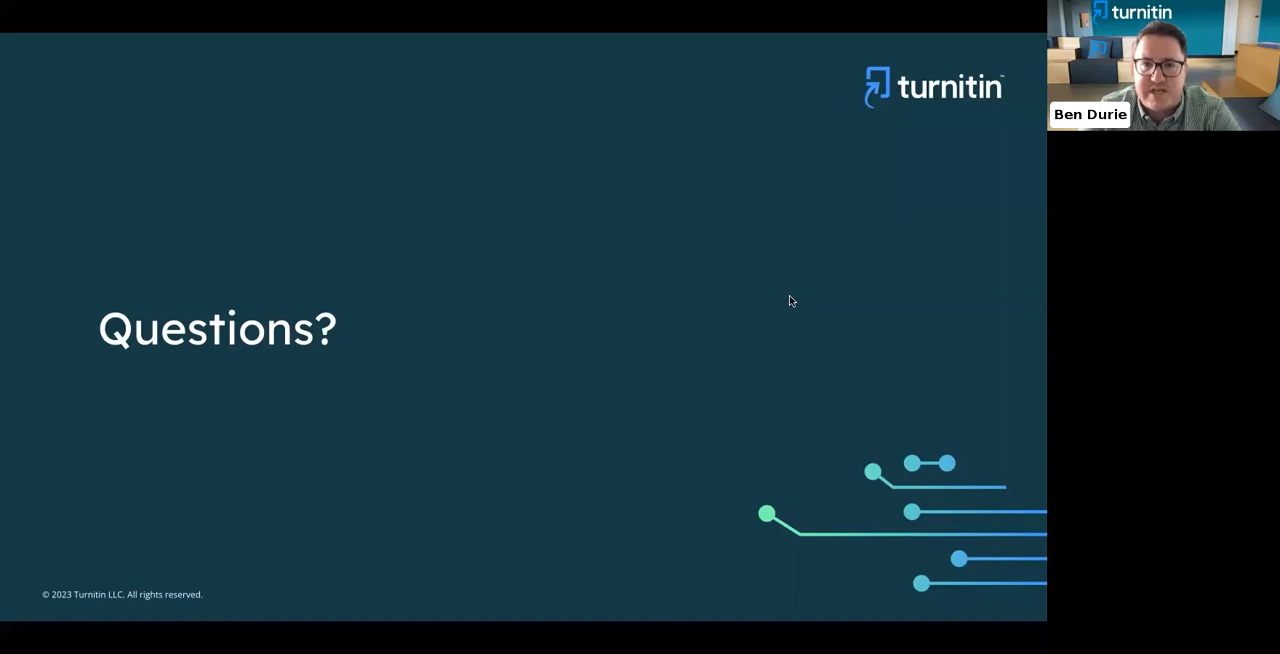 turnitin
Questions?
© 2023 Turnitin LLC. All rights reserved.
turnitin
Ben Durie